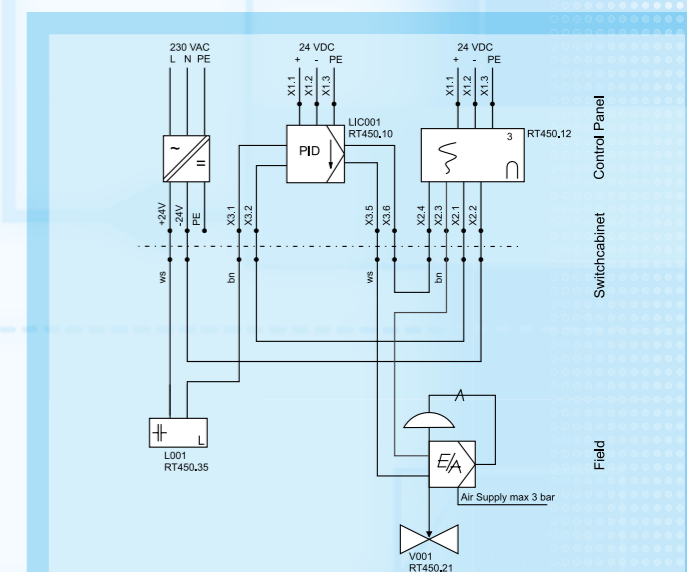 230 VAC
L N PE
24 VDC
+ - PE
24 VDC
+ - PE
X1.1
X1.2
X1.3
X1.1
X1.2
X1.3
LIC001
RT450.10
PID
3
RT450.12
~
=
Control Panel
+24V
-24V
PE
X3.1
X3.2
X3.5
X3.6
X2.4
X2.3
X2.1
X2.2
Switchcabinet
ws
bn
ws
bn
L
L001
RT450.35
E/A
Field
Air Supply max 3 bar
V001
RT450.21